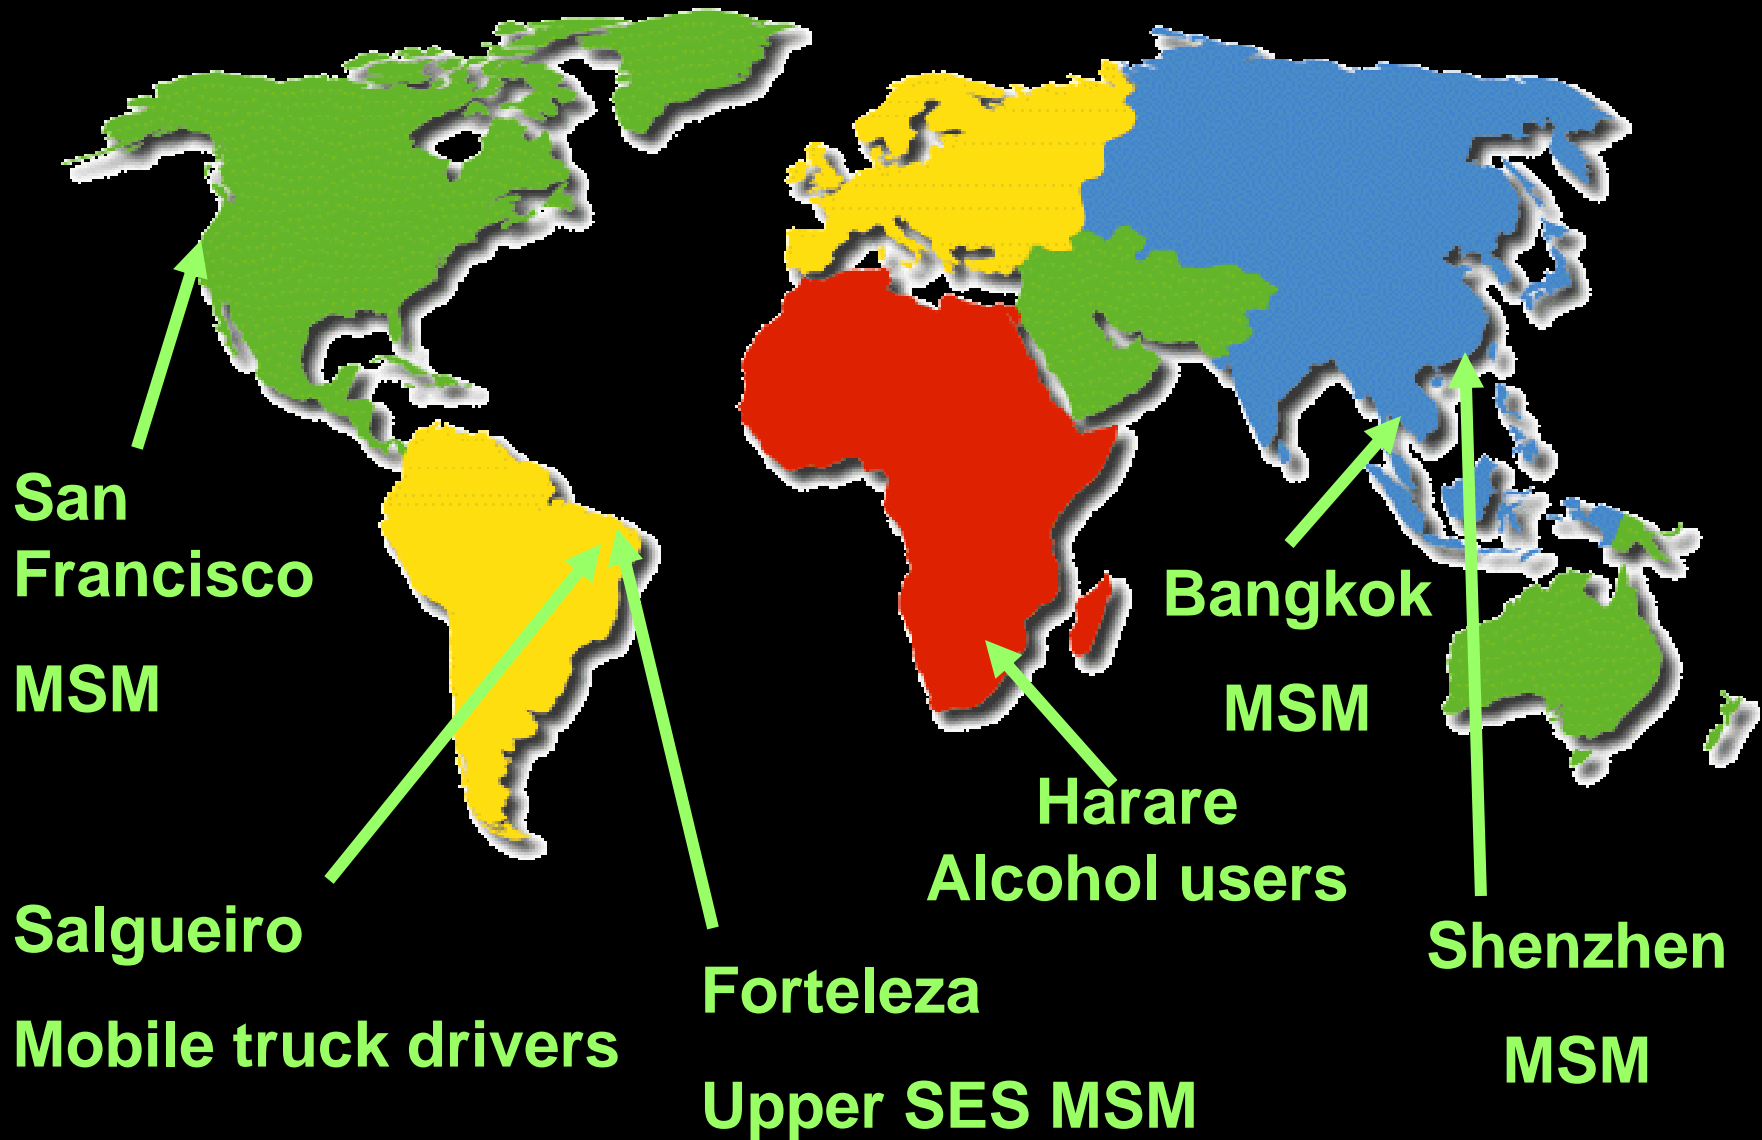 San
Francisco
MSM
Bangkok
MSM
Harare
Alcohol users
Salgueiro
Mobile truck drivers
Forteleza
Upper SES MSM
Shenzhen
MSM